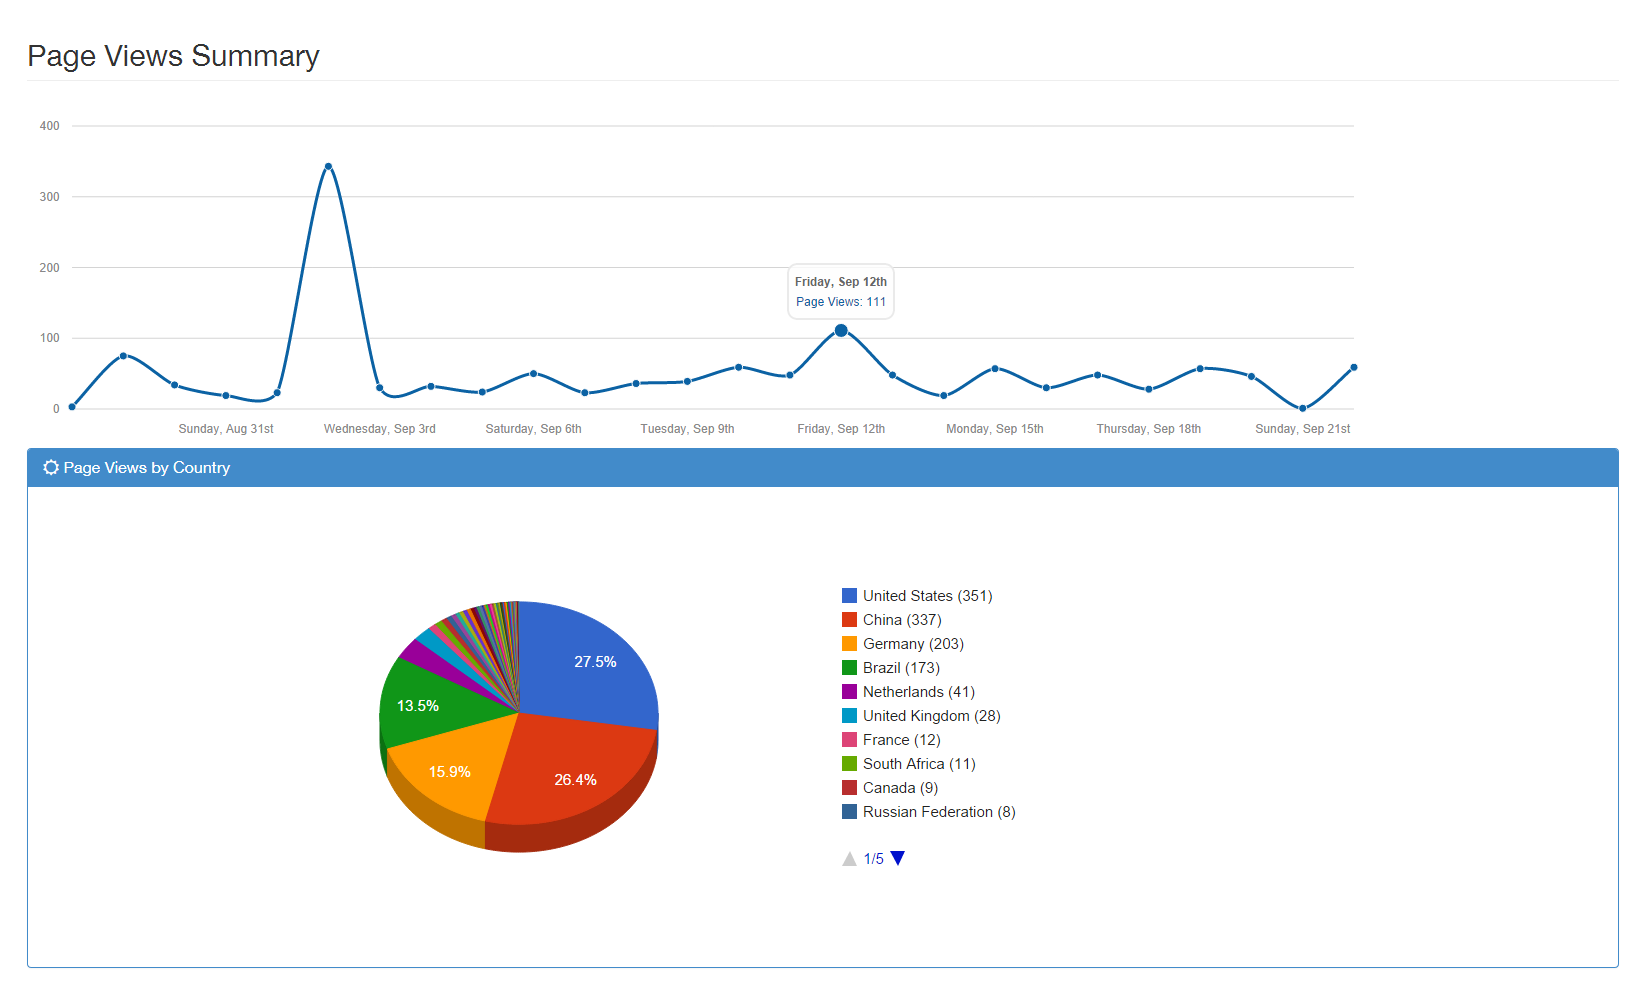 Page Views Summary
400
300
200
100
0
Friday, Sep 12th
Page Views: 111
Sunday, Aug 31st
Wednesday, Sep 3rd
Saturday, Sep 6th
Tuesday, Sep 9th
Friday, Sep 12th
Monday, Sep 15th
Thursday, Sep 18th
Sunday, Sep 21st
Page Views by Country
27.5%
13.5%
15.9%
26.4%
United States (351)
China (337)
Germany (203)
Brazil (173)
Netherlands (41)
United Kingdom (28)
France (12)
South Africa (11)
Canada (9)
Russian Federation (8)
1/5